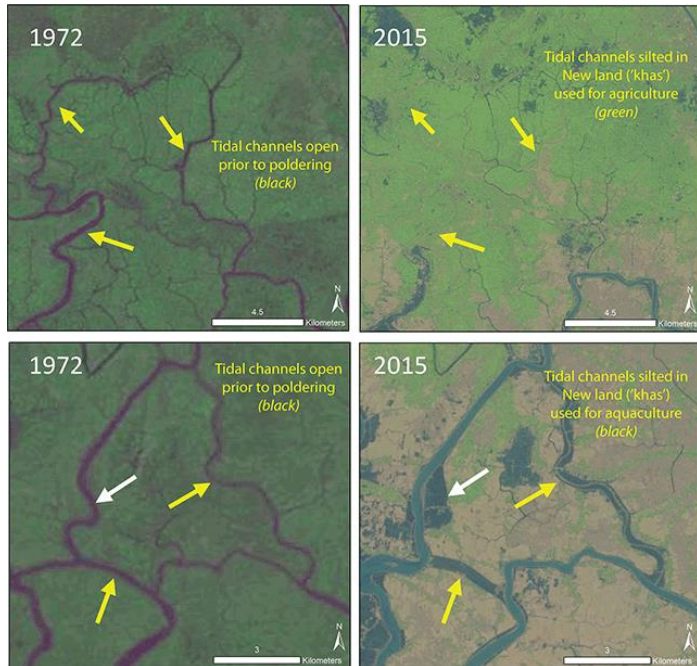 1972
Tidal channels open
prior to poldering
(black)
N
4.5
Kilometers
2015
Tidal channels silted in
New land ('khas')
used for agriculture
(green)
N
4.5
Kilometers
1972
Tidal channels open
prior to poldering
(black)
N
3
Kilometers
2015
Tidal channels silted in
New land ('khas')
used for aquaculture
(black)
N
3
Kilometers